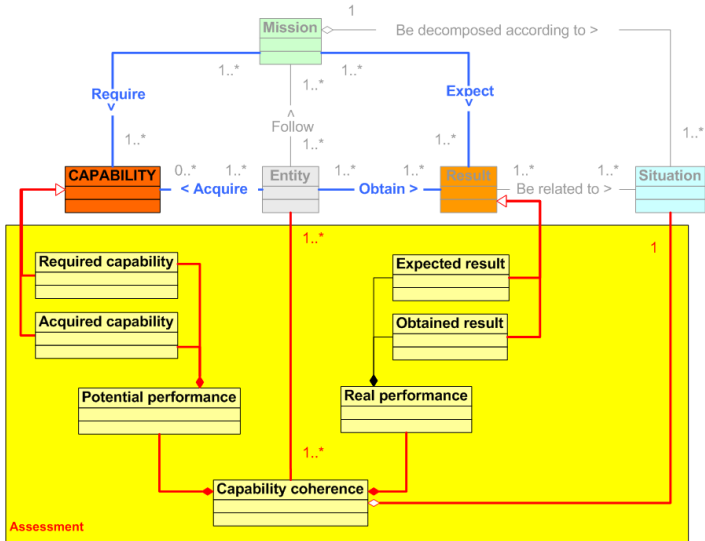 1
Mission
Be decomposed according to >
1..*
1..*
1..*
Require
v
Expect
v
<
Follow
1..*
1..*
1..*
1..*
CAPABILITY
0..*
1..*
Entity
1..*
1..*
Result
1..*
1..*
Situation
< Acquire
Obtain >
Be related to >
1..*
1
Required capability
Expected result
Acquired capability
Obtained result
Potential performance
Real performance
1..*
Capability coherence
Assessment